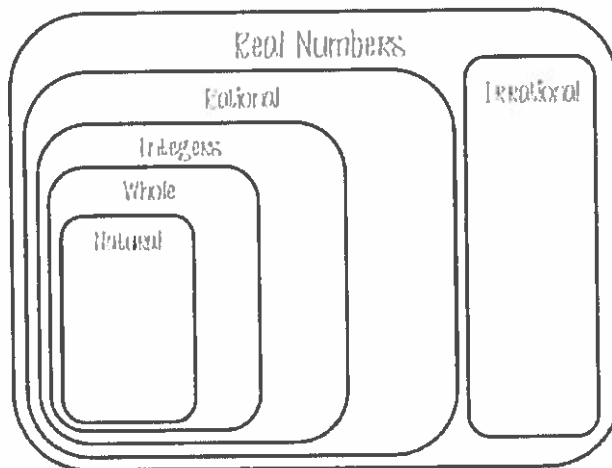 Real Numbers
Rational
Irrational
Integers
Whole
Natural